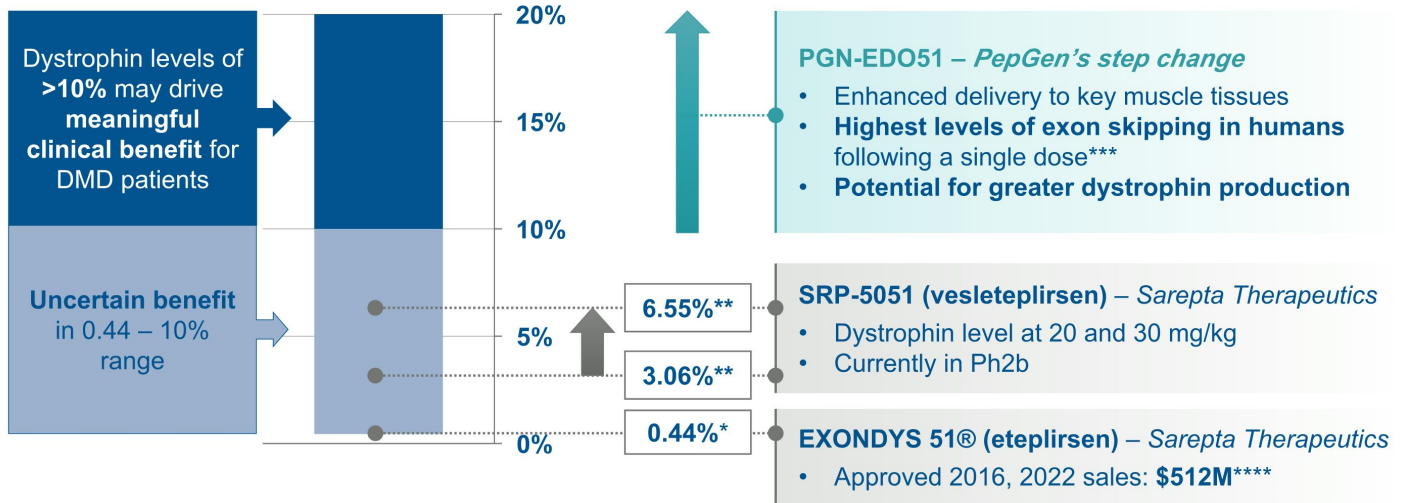 Dystrophin levels of
>10% may drive
meaningful
clinical benefit for
DMD patients
Uncertain benefit
in 0.44 – 10%
range
20%
15%
10%
5%
0%
6.55%**
3.06%**
0.44%*
PGN-EDO51 – PepGen's step change
• Enhanced delivery to key muscle tissues
• Highest levels of exon skipping in humans
following a single dose***
• Potential for greater dystrophin production
SRP-5051 (vesleteplirsen) – Sarepta Therapeutics
• Dystrophin level at 20 and 30 mg/kg
• Currently in Ph2b
EXONDYS 51® (eteplirsen) – Sarepta Therapeutics
• Approved 2016, 2022 sales: $512M****